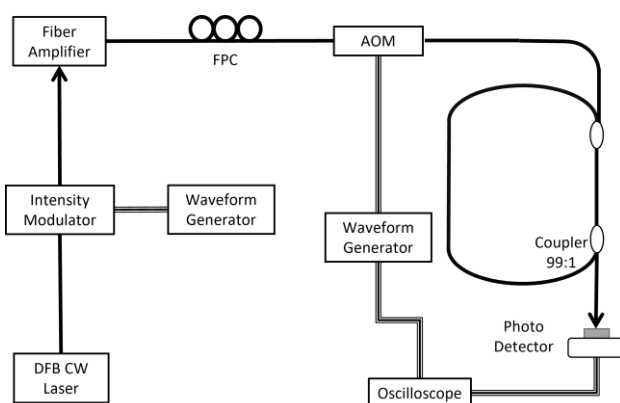 Fiber
Amplifier
FPC
AOM
Intensity
Modulator
Waveform
Generator
Waveform
Generator
Coupler
99:1
Photo
Detector
DFB CW
Laser
Oscilloscope